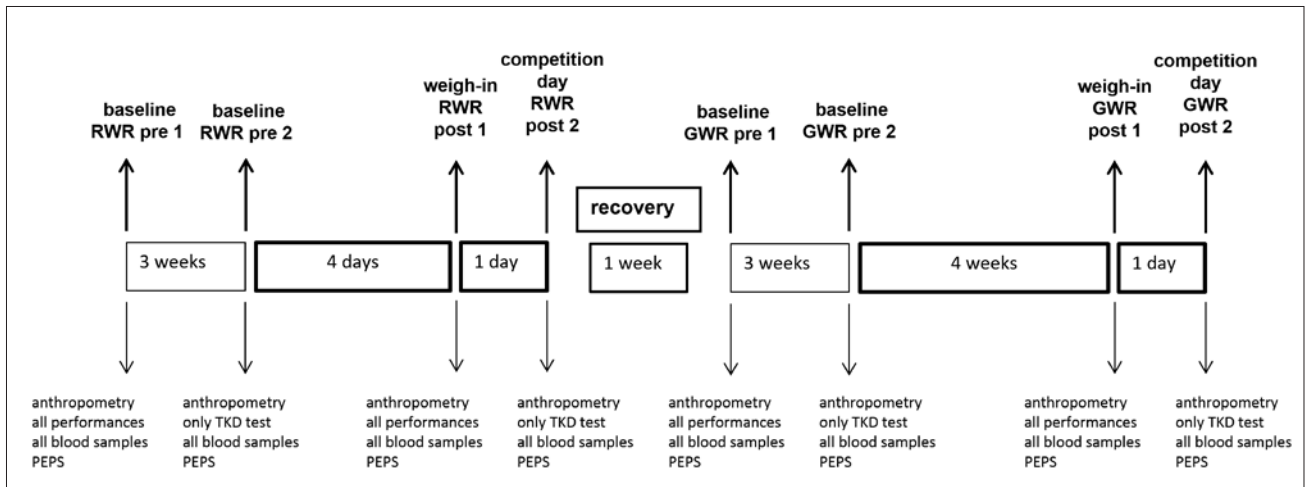 baseline
RWR pre 1
baseline
RWR pre 2
weigh-in
RWR
post 1
competition
day
RWR
post 2
baseline
GWR pre 1
baseline
GWR pre 2
weigh-in
GWR
post 1
competition
day
GWR
post 2
recovery
3 weeks
4 days
1 day
1 week
3 weeks
4 weeks
1 day
anthropometry
all performances
all blood samples
PEPS
anthropometry
only TKD test
all blood samples
PEPS
anthropometry
all performances
all blood samples
PEPS
anthropometry
only TKD test
all blood samples
PEPS
anthropometry
all performances
all blood samples
PEPS
anthropometry
only TKD test
all blood samples
PEPS
anthropometry
all performances
all blood samples
PEPS
anthropometry
only TKD test
all blood samples
PEPS